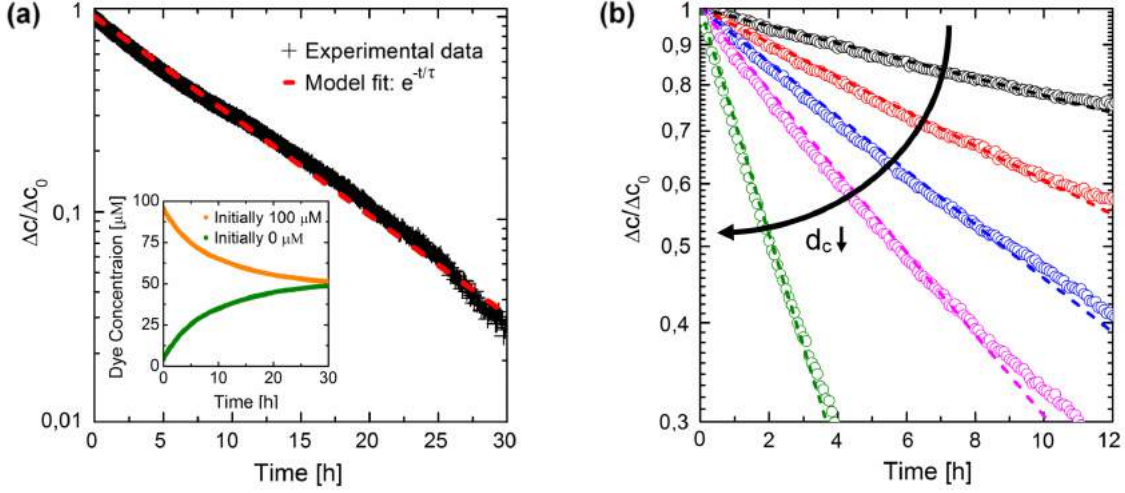 (a)
1
0,1
0,01
Δc/Δc0
+ Experimental data
Model fit: e-t/τ
Dye Concentraion [μM]
100
75
50
25
0
Initially 100 μM
Initially 0 μM
0 10 20 30
Time [h]
0 5 10 15 20 25 30
Time [h]
(b)
1
0,9
0,8
0,7
0,6
0,5
0,4
0,3
Δc/Δc0
dc↓
0 2 4 6 8 10 12
Time [h]